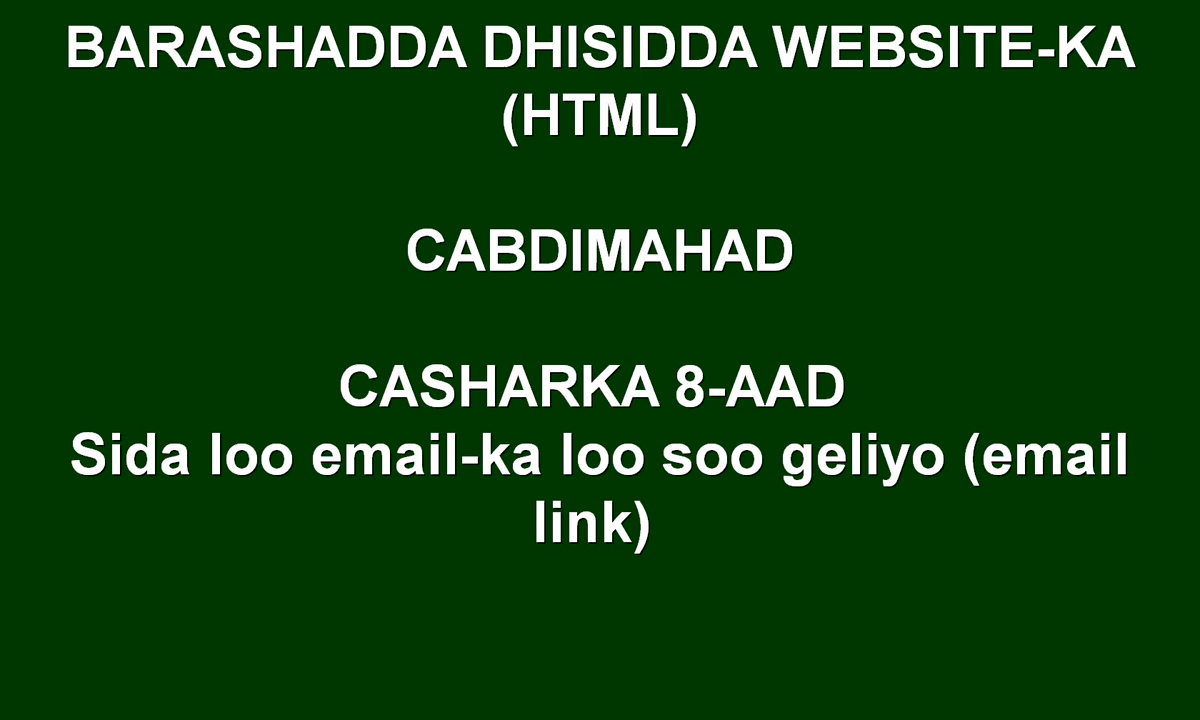 BARASHADDA DHISIDDA WEBSITE-KA
(HTML)
CABDIMAHAD
CASHARKA 8-AAD
Sida loo email-ka loo soo geliyo (email
link)